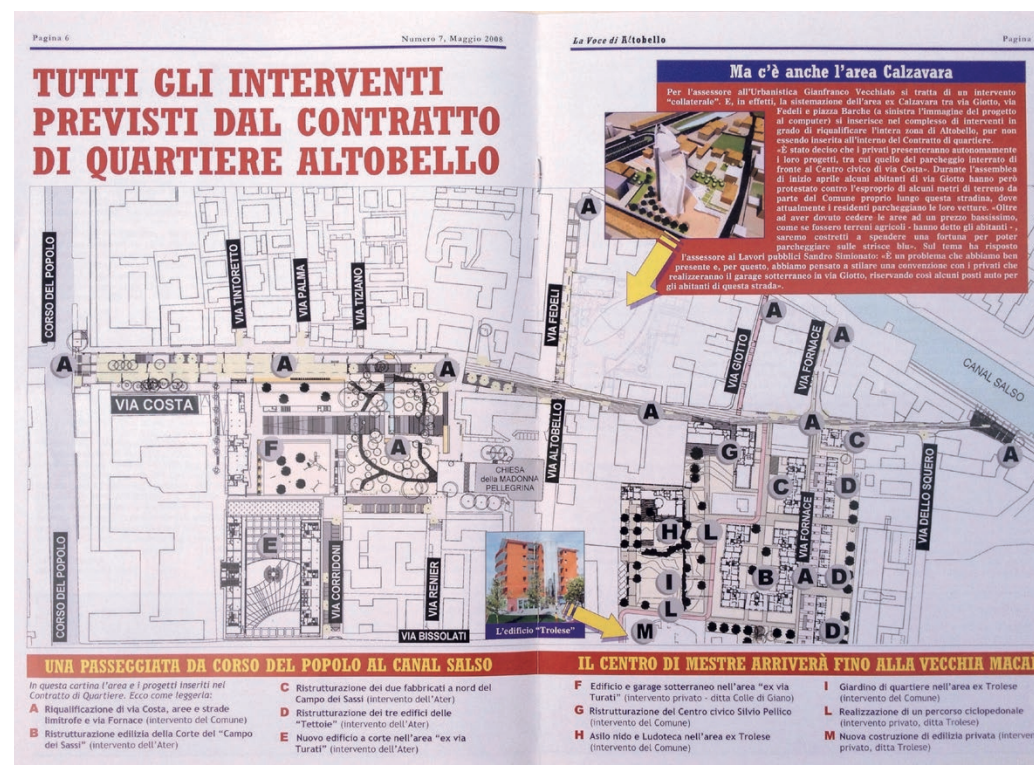 Pagina 6
Numero 7, Maggio 2008
La Voce di Altobello
Pagina
TUTTI GLI INTERVENTI
PREVISTI DAL CONTRATTO
DI QUARTIERE ALTOBELLO
Ma c'è anche l'area Calzavara
Per l'assessore all'Urbanistica Gianfranco Vecchiato si tratta di un intervento
"collaterale". E, in effetti, la sistemazione dell'area ex Calzavara tra via Giotto, via
Fedeli e piazza Barche (a sinistra l'immagine del progetto
al computer) si inserisce nel complesso di interventi in
grado di riqualificare l'intera zona di Altobello, pur non
essendo inserita all'interno del Contratto di quartiere.
«È stato deciso che i privati presenteranno autonomamente
i loro progetti, tra cui quello del parcheggio interrato di
fronte al Centro civico di via Costa». Durante l'assemblea
di inizio aprile alcuni abitanti di via Giotto hanno però
protestato contro l'esproprio di alcuni metri di terreno da
parte del Comune proprio lungo questa stradina, dove
attualmente i residenti parcheggiano le loro vetture. «Oltre
ad aver dovuto cedere le aree ad un prezzo bassissimo,
come se fossero terreni agricoli - hanno detto gli abitanti - ,
saremo costretti a spendere una fortuna per poter
parcheggiare sulle strisce blu». Sul tema ha risposto
l'assessore ai Lavori pubblici Sandro Simionato: «È un problema che abbiamo ben
presente e, per questo, abbiamo pensato a stilare una convenzione con i privati che
realizzeranno il garage sotterraneo in via Giotto, riservando così alcuni posti auto per
gli abitanti di questa strada».
CORSO DEL POPOLO
VIA TINTORETTO
VIA PALMA
VIA TIZIANO
VIA FEDELI
VIA GIOTTO
VIA FORNACE
CANAL SALSO
A
A
A
A
A
A
A
A
A
VIA COSTA
VIA ALTOBELLO
F
A
G
C
C
D
CHIESA
della MADONNA
PELLEGRINA
VIA DELLO SQUERO
VIA FORNACE
E
H
L
I
B
A
D
L
M
D
CORSO DEL POPOLO
VIA CORRIDONI
VIA RENIER
VIA BISSOLATI
L'edificio "Trolese"
UNA PASSEGGIATA DA CORSO DEL POPOLO AL CANAL SALSO
In questa cartina l'area e i progetti inseriti nel
Contratto di Quartiere. Ecco come leggerla:
A Riqualificazione di via Costa, aree e strade
limitrofe e via Fornace (intervento del Comune)
B Ristrutturazione edilizia della Corte del "Campo
dei Sassi" (intervento dell'Ater)
C Ristrutturazione dei due fabbricati a nord del
Campo dei Sassi (intervento dell'Ater)
D Ristrutturazione dei tre edifici delle
"Tettoie" (intervento dell'Ater)
E Nuovo edificio a corte nell'area "ex via
Turati" (intervento dell'Ater)
IL CENTRO DI MESTRE ARRIVERÀ FINO ALLA VECCHIA
F Edificio e garage sotterraneo nell'area "ex via
Turati" (intervento privato - ditta Colle di Giano)
G Ristrutturazione del Centro civico Silvio Pellico
(intervento del Comune)
H Asilo nido e Ludoteca nell'area ex Trolese
(intervento del Comune)
I Giardino di quartiere nell'area ex Trolese
(intervento del Comune)
L Realizzazione di un percorso ciclopedonale
(intervento privato, ditta Trolese)
M Nuova costruzione di edilizia privata
privato, ditta Trolese)